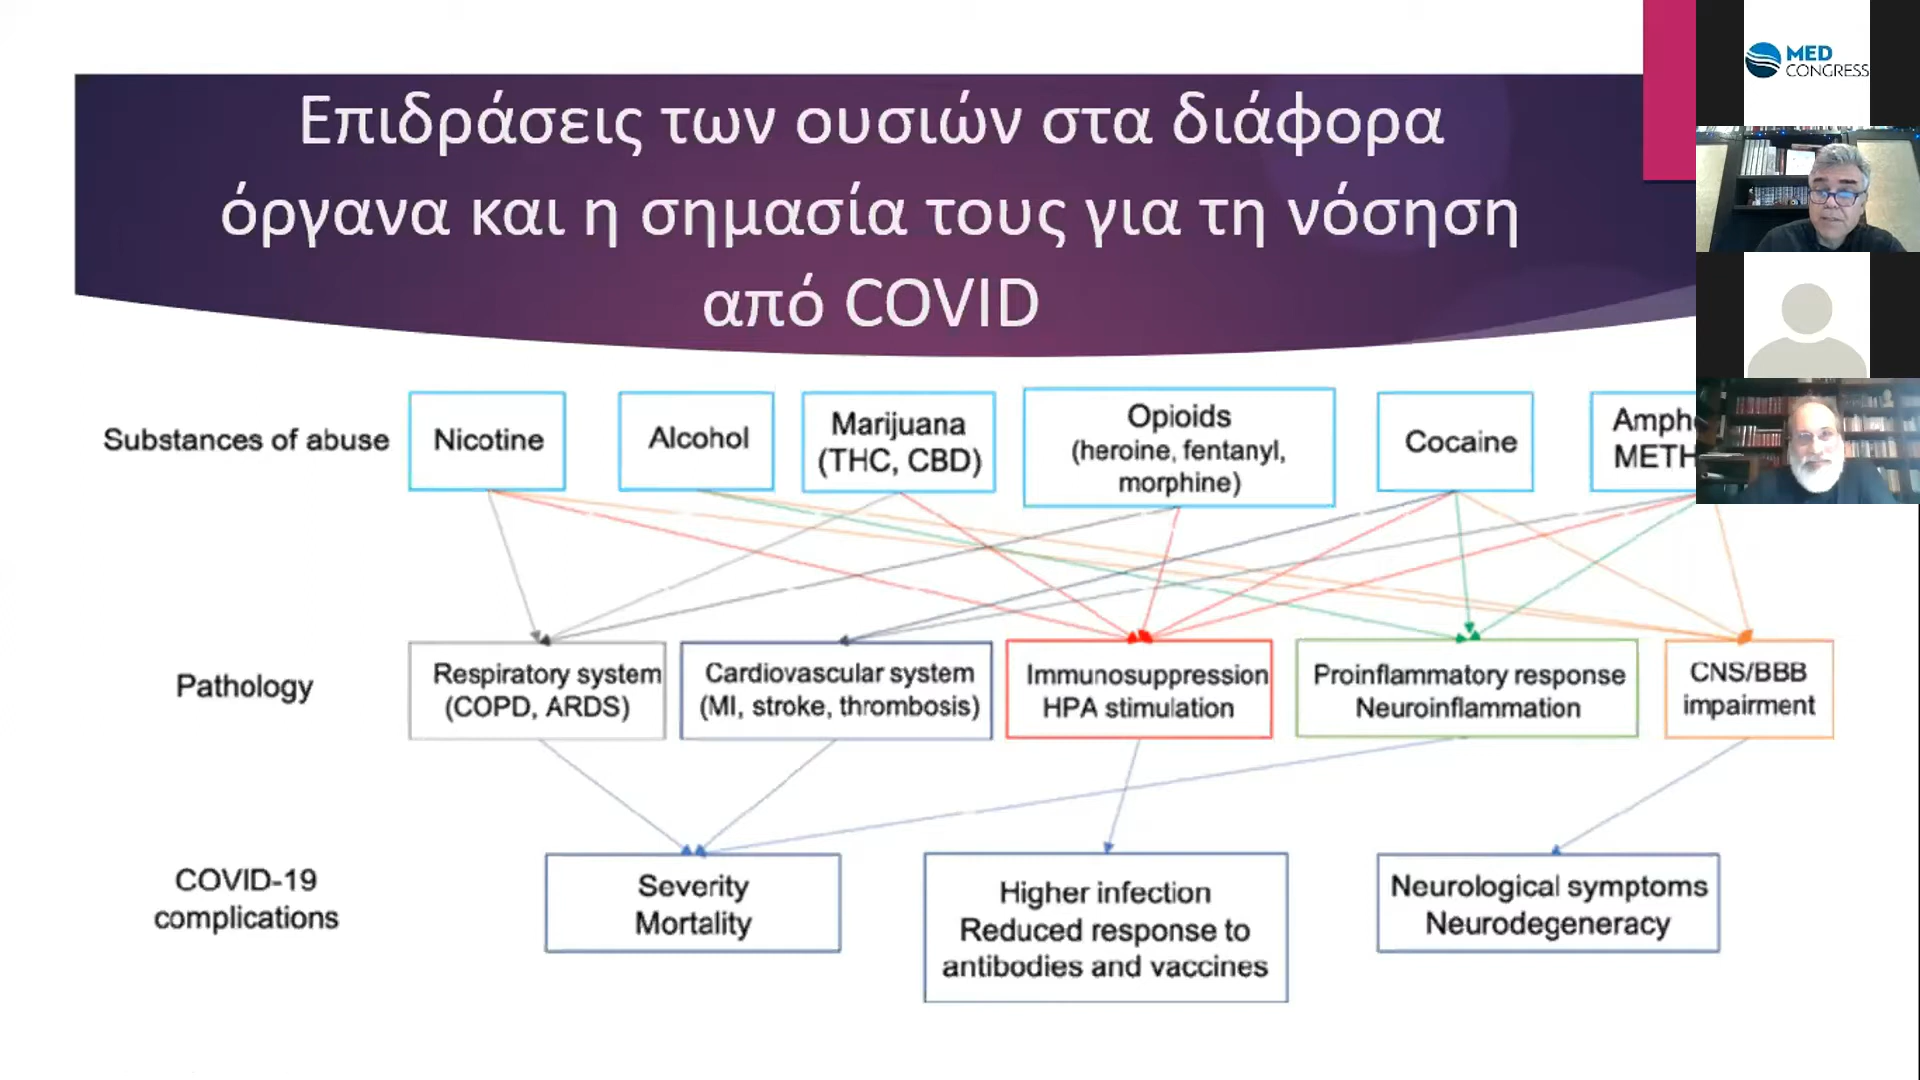 Επιδράσεις των ουσιών στα διάφορα
όργανα και η σημασία τους για τη νόσηση
από COVID
MED
CONGRESS
Substances of abuse
Nicotine
Alcohol
Marijuana
(THC, CBD)
Opioids
(heroine, fentanyl,
morphine)
Cocaine
METH
Pathology
Respiratory system
(COPD, ARDS)
Cardiovascular system
(MI, stroke, thrombosis)
Immunosuppression
HPA stimulation
Proinflammatory response
Neuroinflammation
CNS/BBB
impairment
COVID-19
complications
Severity
Mortality
Higher infection
Reduced response to
antibodies and vaccines
Neurological symptoms
Neurodegeneracy